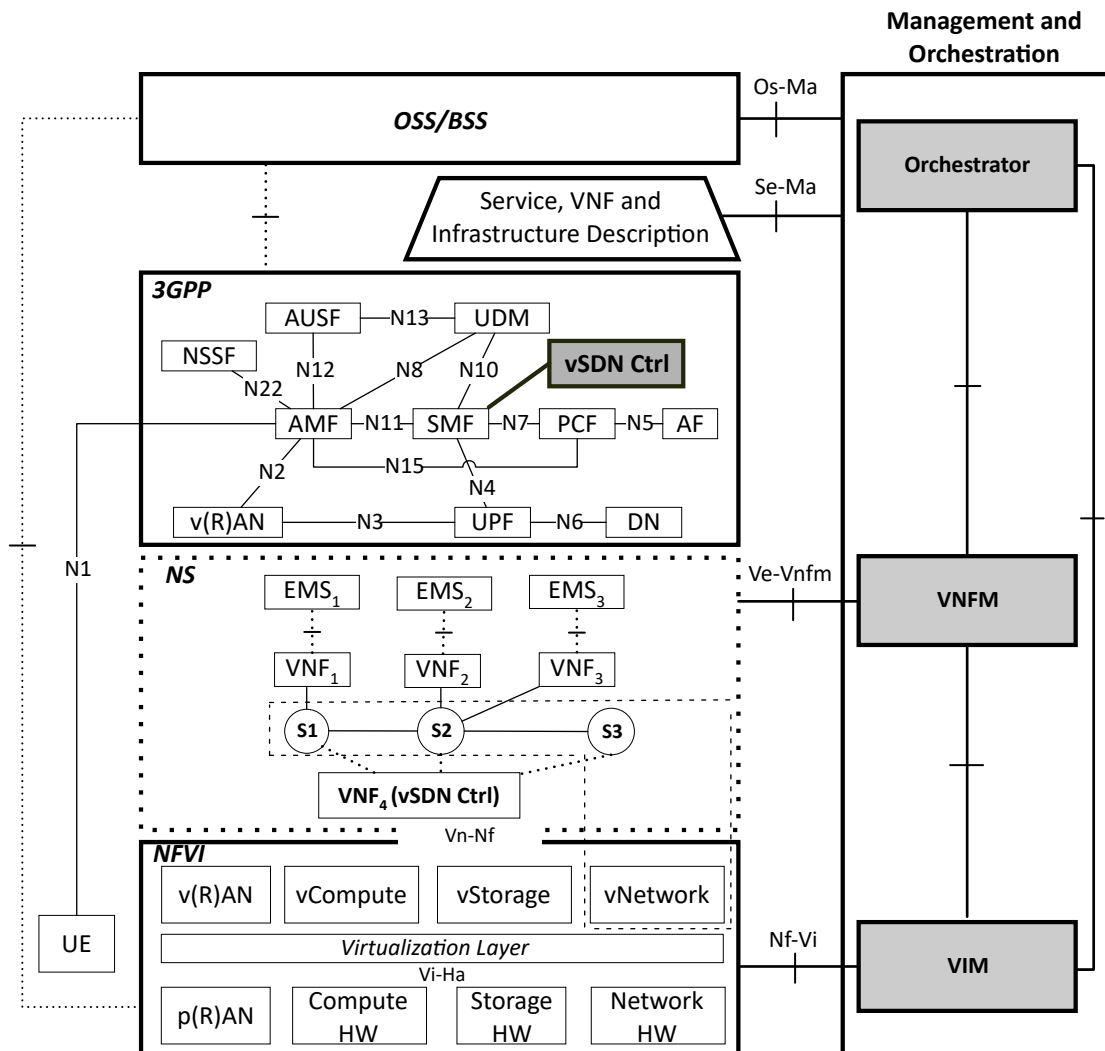 Management and
Orchestration
Os-Ma
OSS/BSS
Orchestrator
Se-Ma
Service, VNF and
Infrastructure Description
3GPP
AUSF
N13
UDM
NSSF
vSDN Ctrl
N12
N8
N10
N22
AMF
N11
SMF
N7
PCF
N5
AF
N2
N15
N4
v(R)AN
N3
UPF
N6
DN
N1
NS
Ve-Vnfm
EMS1
EMS2
EMS3
VNFM
VNF1
VNF2
VNF3
S1
S2
S3
VNF4 (vSDN Ctrl)
Vn-Nf
NFVI
v(R)AN
vCompute
vStorage
vNetwork
UE
Virtualization Layer
Nf-Vi
VIM
Vi-Ha
p(R)AN
Compute
HW
Storage
HW
Network
HW